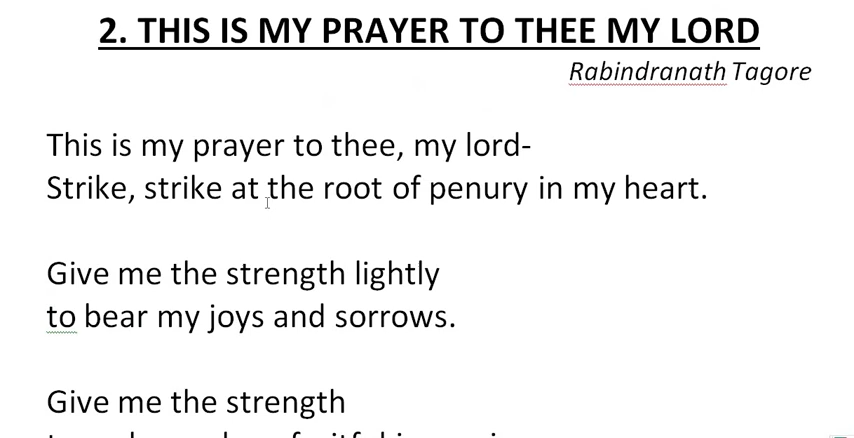 2. THIS IS MY PRAYER TO THEE MY LORD
Rabindranath Tagore
This is my prayer to thee, my lord-
Strike, strike at the root of penury in my heart.
Give me the strength lightly
to bear my joys and sorrows.
Give me the strength